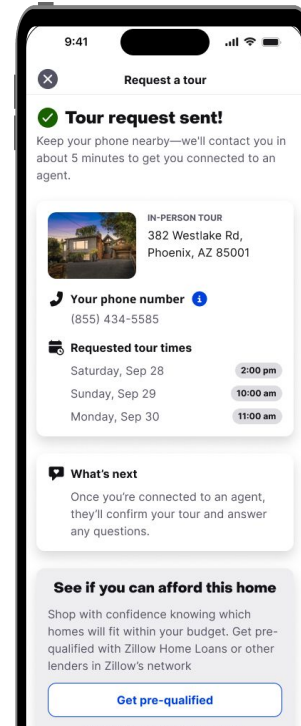 9:41
Request a tour
Tour request sent!
Keep your phone nearby—we'll contact you in
about 5 minutes to get you connected to an
agent.
IN-PERSON TOUR
382 Westlake Rd,
Phoenix, AZ 85001
Your phone number
(855) 434-5585
Requested tour times
Saturday, Sep 28 2:00 pm
Sunday, Sep 29 10:00 am
Monday, Sep 30 11:00 am
What's next
Once you're connected to an agent,
they'll confirm your tour and answer
any questions.
See if you can afford this home
Shop with confidence knowing which
homes will fit within your budget. Get pre-
qualified with Zillow Home Loans or other
lenders in Zillow's network
Get pre-qualified